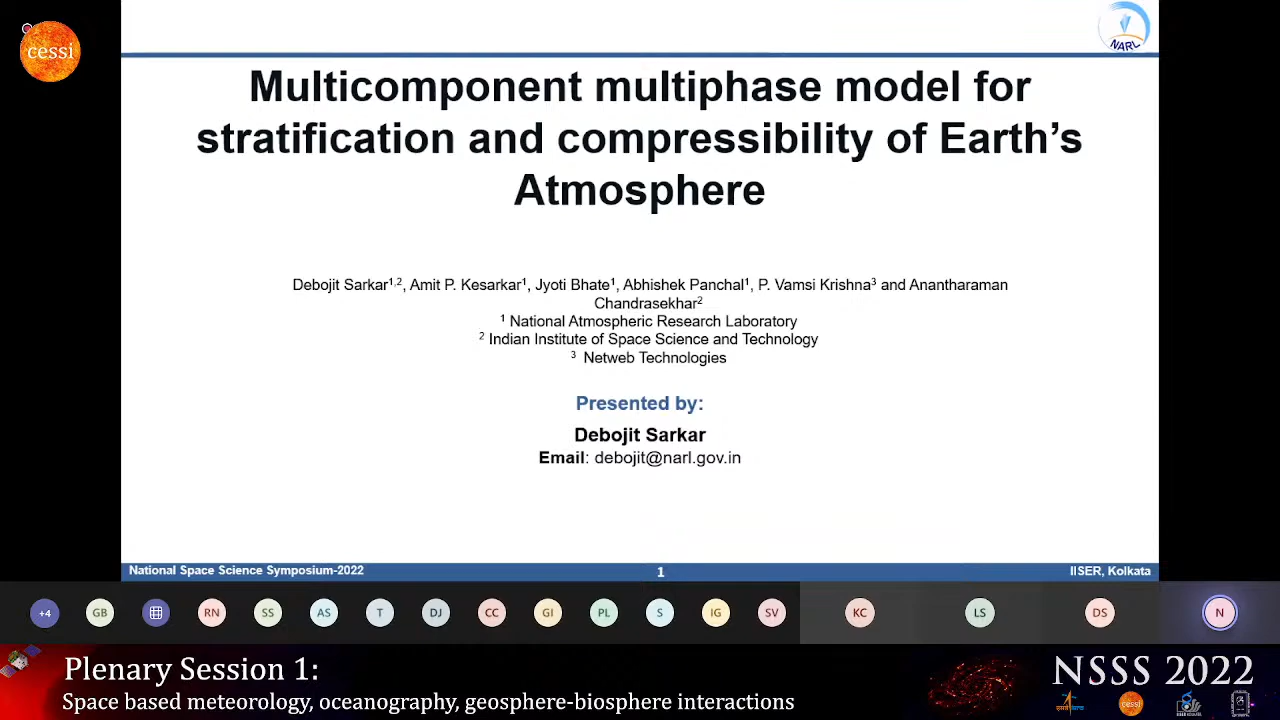 cessi
NARL
Multicomponent multiphase model for
stratification and compressibility of Earth’s
Atmosphere
Debojit Sarkar1,2, Amit P. Kesarkar1, Jyoti Bhate1, Abhishek Panchal1, P. Vamsi Krishna3 and Anantharaman
Chandrasekhar2
1 National Atmospheric Research Laboratory
2 Indian Institute of Space Science and Technology
3 Netweb Technologies
Presented by:
Debojit Sarkar
Email: debojit@narl.gov.in
National Space Science Symposium-2022 1 IISER, Kolkata
+4 GB RN SS AS T DJ CC GI PL S IG SV KC LS DS N
Plenary Session 1:
Space based meteorology, oceanography, geosphere-biosphere interactions
NSSS 2022
cessi